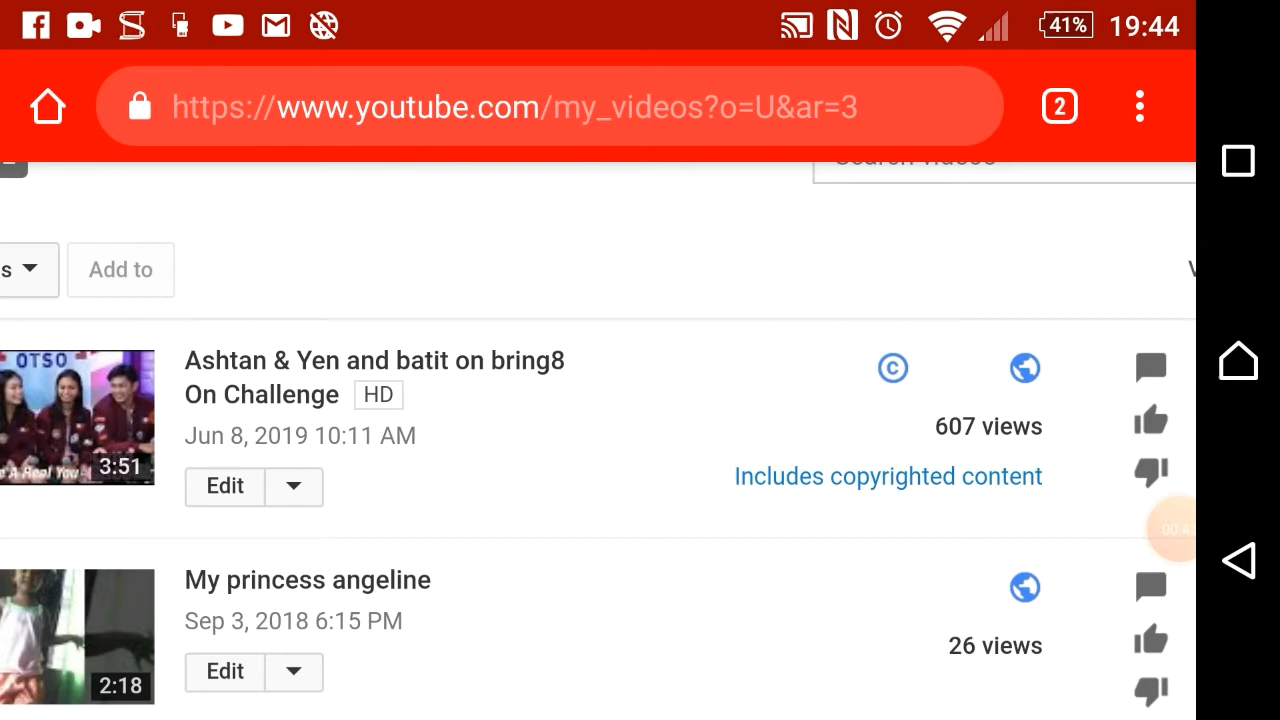 41% 19:44
https://www.youtube.com/my_videos?o=U&ar=3
2
s Add to
OTSO
Ashtan & Yen and batit on bring8
On Challenge HD
Jun 8, 2019 10:11 AM
3:51
Edit
607 views
Includes copyrighted content
My princess angeline
Sep 3, 2018 6:15 PM
2:18
Edit
26 views